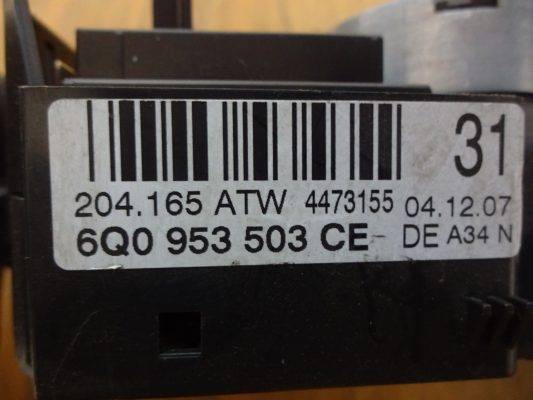 31
204.165 ATW 4473155 04.12.07
6Q0 953 503 CE- DE A34 N